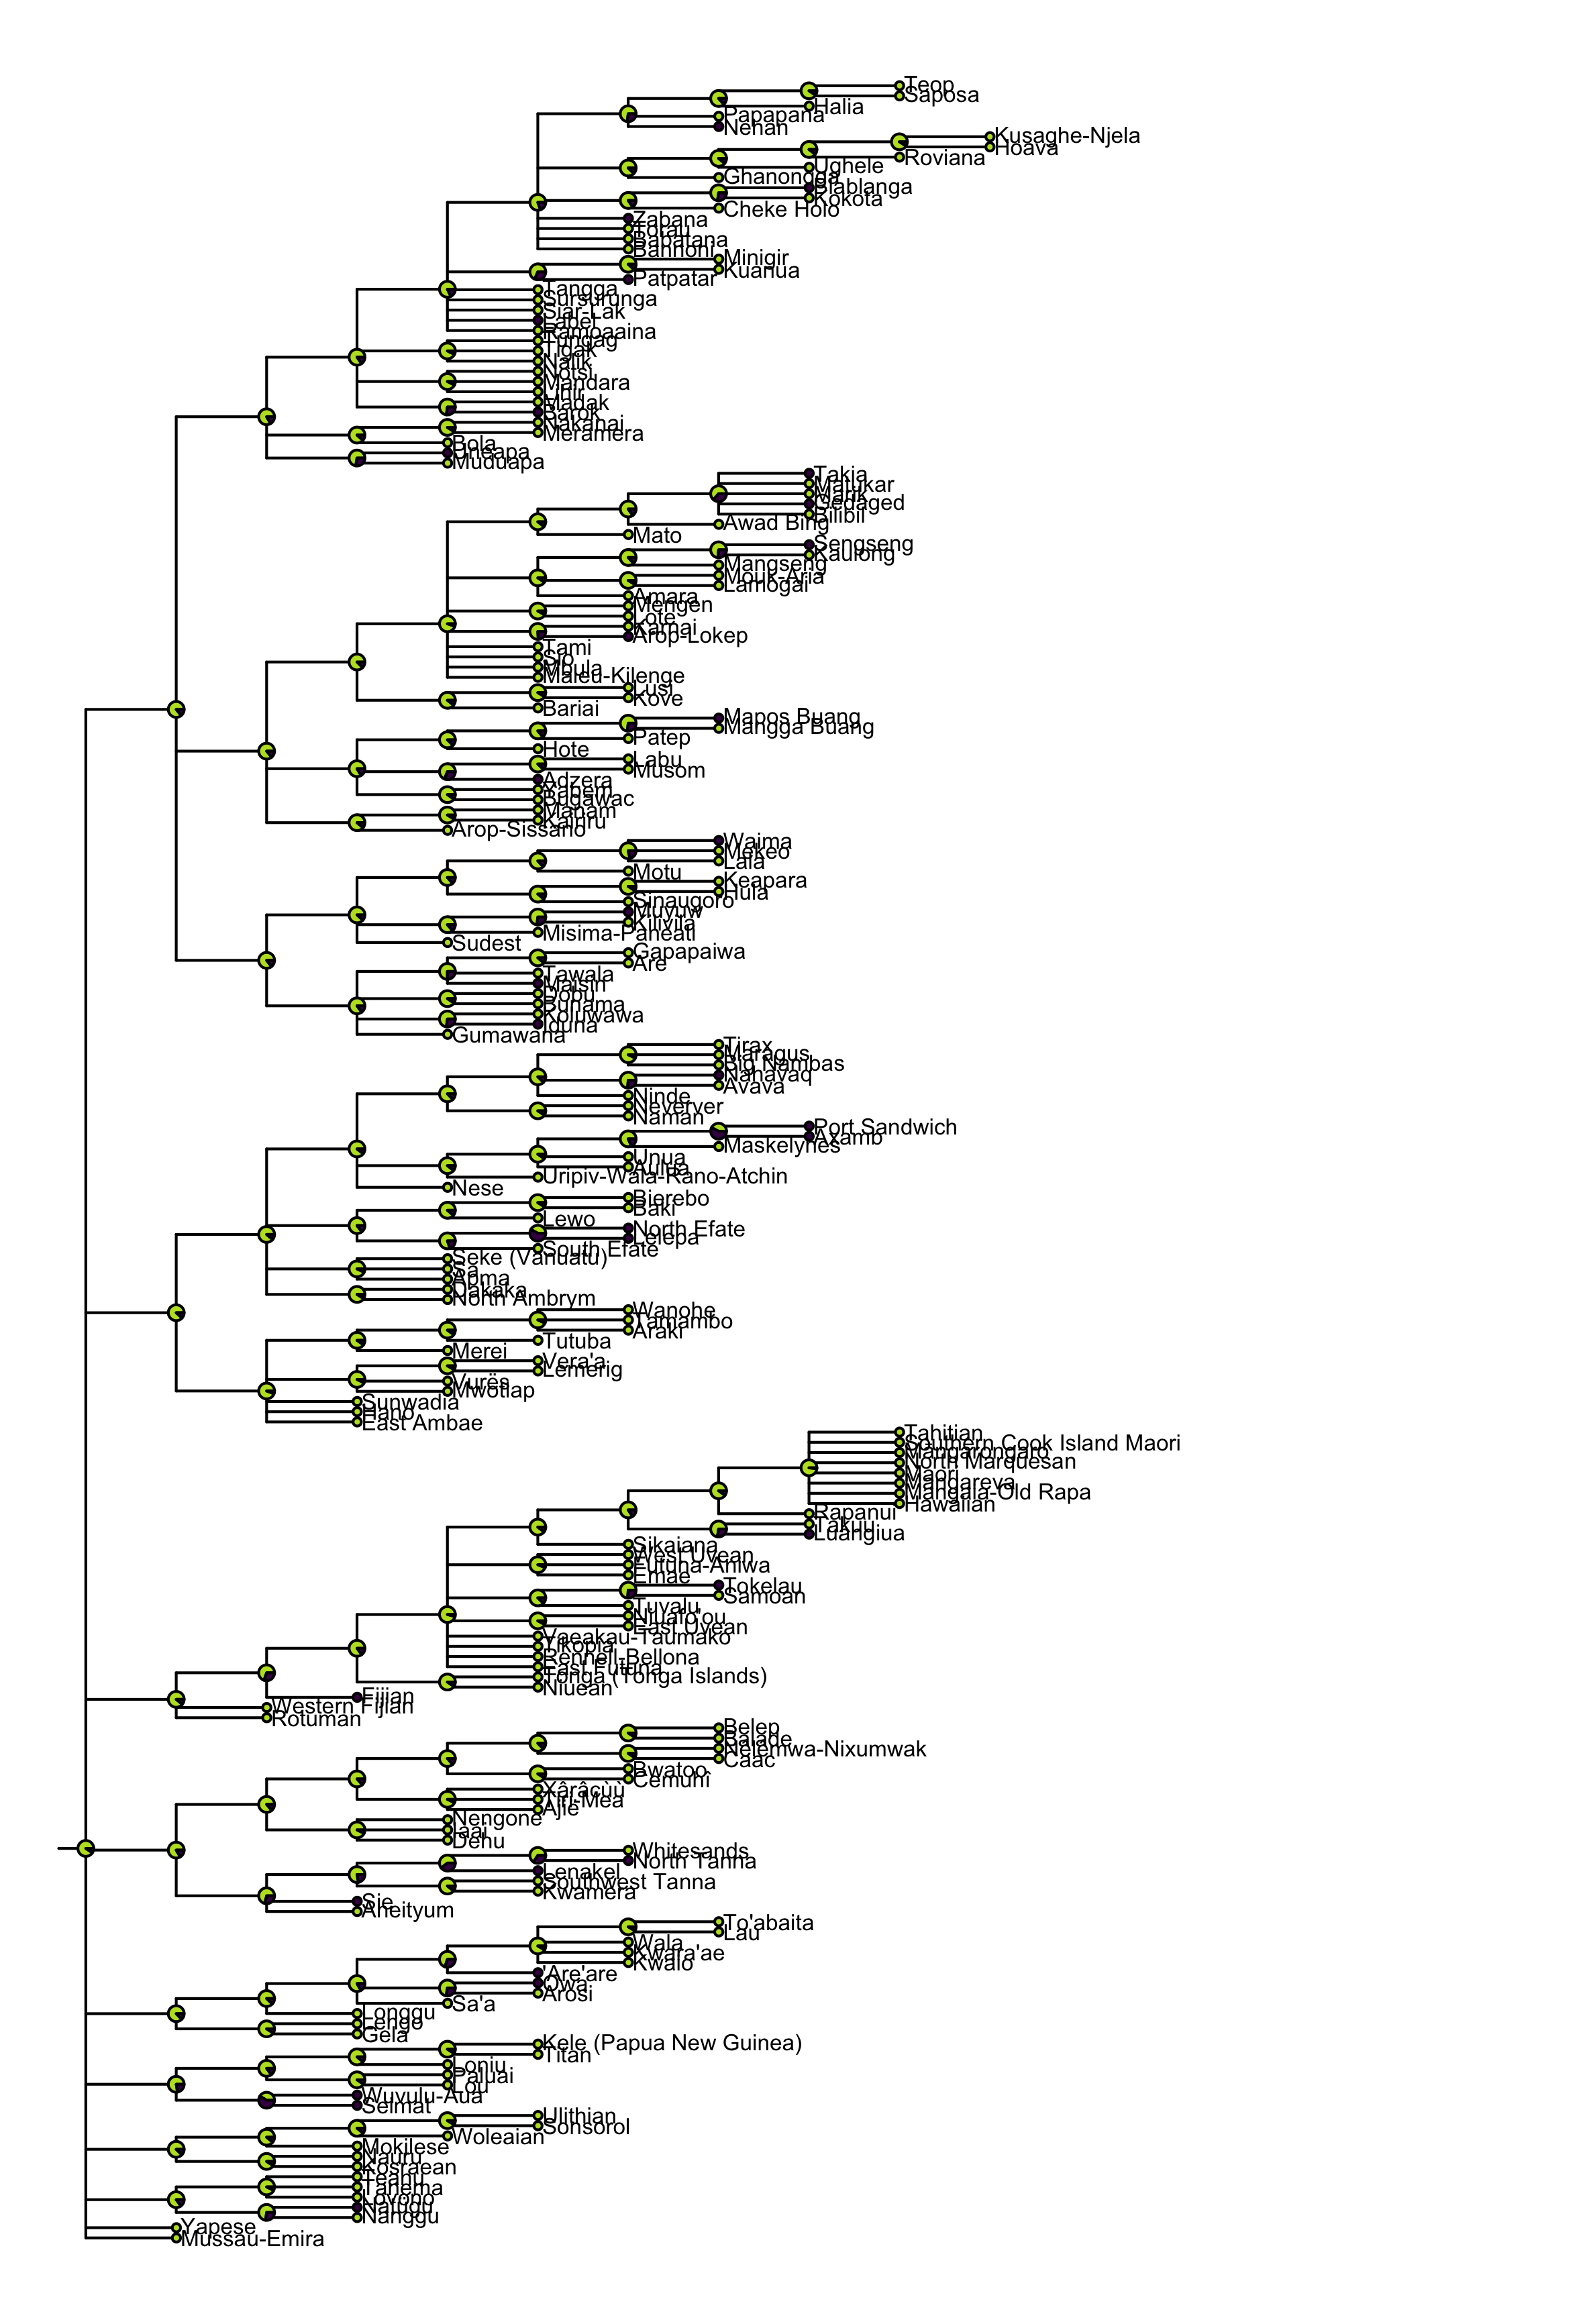 Teop
Saposa
Halia
Papapana
Nehan
Kusaghe-Njela
Hoava
Roviana
Ughele
Ghanongga
Blablanga
Kokota
Cheke Holo
Zabana
Torau
Babatana
Bannoni
Minigir
Kuanua
Patpatar
Tangga
Sursurunga
Siar-Lak
Label
Ramoaaina
Tungag
Tigak
Nalik
Notsi
Mandara
Lihir
Madak
Barok
Nakanai
Meramera
Bola
Uneapa
Muduapa
Takia
Matukar
Marik
Gedaged
Bilibil
Awad Bing
Mato
Sengseng
Kaulong
Mangseng
Mouk-Aria
Lamogai
Amara
Mengen
Lote
Karnai
Arop-Lokep
Tami
Sio
Mbula
Maleu-Kilenge
Lusi
Kove
Bariai
Mapos Buang
Mangga Buang
Patep
Hote
Labu
Musom
Adzera
Yabem
Bugawac
Manam
Kairiru
Arop-Sissano
Waima
Mekeo
Lala
Motu
Keapara
Hula
Sinaugoro
Muyuw
Kilivila
Misima-Paneati
Sudest
Gapapaiwa
Are
Tawala
Maisin
Dobu
Bunama
Koluwawa
Iduna
Gumawana
Tirax
Maragus
Big Nambas
Nahavaq
Avava
Ninde
Neverver
Naman
Port Sandwich
Axamb
Maskelynes
Unua
Aulua
Uripiv-Wala-Rano-Atchin
Nese
Bierebo
Baki
Lewo
North Efate
Lelepa
South Efate
Seke (Vanuatu)
Sa
Apma
Dakaka
North Ambrym
Wanohe
Tamambo
Araki
Tutuba
Merei
Vera'a
Lemerig
Vurës
Mwotlap
Sunwadia
Hano
East Ambae
Tahitian
Southern Cook Island Maori
Mangarongaro
North Marquesan
Maori
Mangareva
Mangaia-Old Rapa
Hawaiian
Rapanui
Takuu
Luangiua
Sikaiana
West Uvean
Futuna-Aniwa
Emae
Tokelau
Samoan
Tuvalu
Niuafo'ou
East Uvean
Vaeakau-Taumako
Tikopia
Rennell-Bellona
East Futuna
Tonga (Tonga Islands)
Niuean
Fijian
Western Fijian
Rotuman
Belep
Balade
Nelemwa-Nixumwak
Caac
Bwatoo
Cemuhî
Xârâcùù
Tiri-Mea
Ajie
Nengone
Iaai
Dehu
Whitesands
North Tanna
Lenakel
Southwest Tanna
Kwamera
Sie
Aneityum
To'abaita
Lau
Wala
Kwara'ae
Kwaio
'Are'are
Owa
Arosi
Sa'a
Longgu
Lengo
Gela
Kele (Papua New Guinea)
Titan
Loniu
Paluai
Lou
Wuvulu-Aua
Seimat
Ulithian
Sonsorol
Woleaian
Mokilese
Nauru
Kosraean
Teanu
Tanema
Lovono
Natügu
Nanggu
Yapese
Mussau-Emira